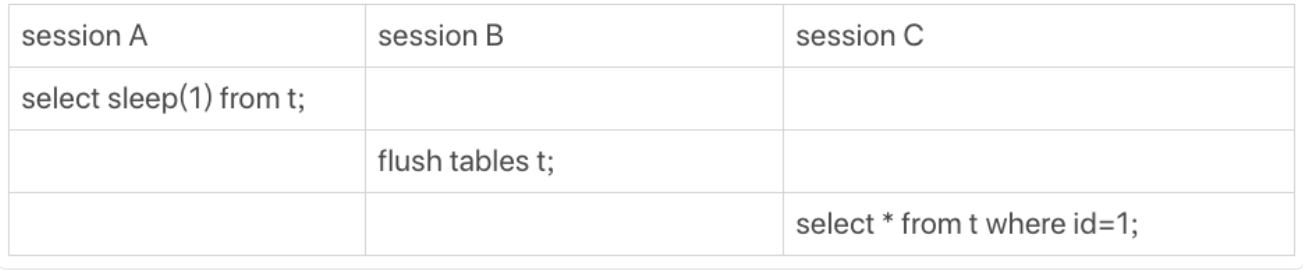 session A session B session C
select sleep(1) from t;
flush tables t;
select * from t where id=1;